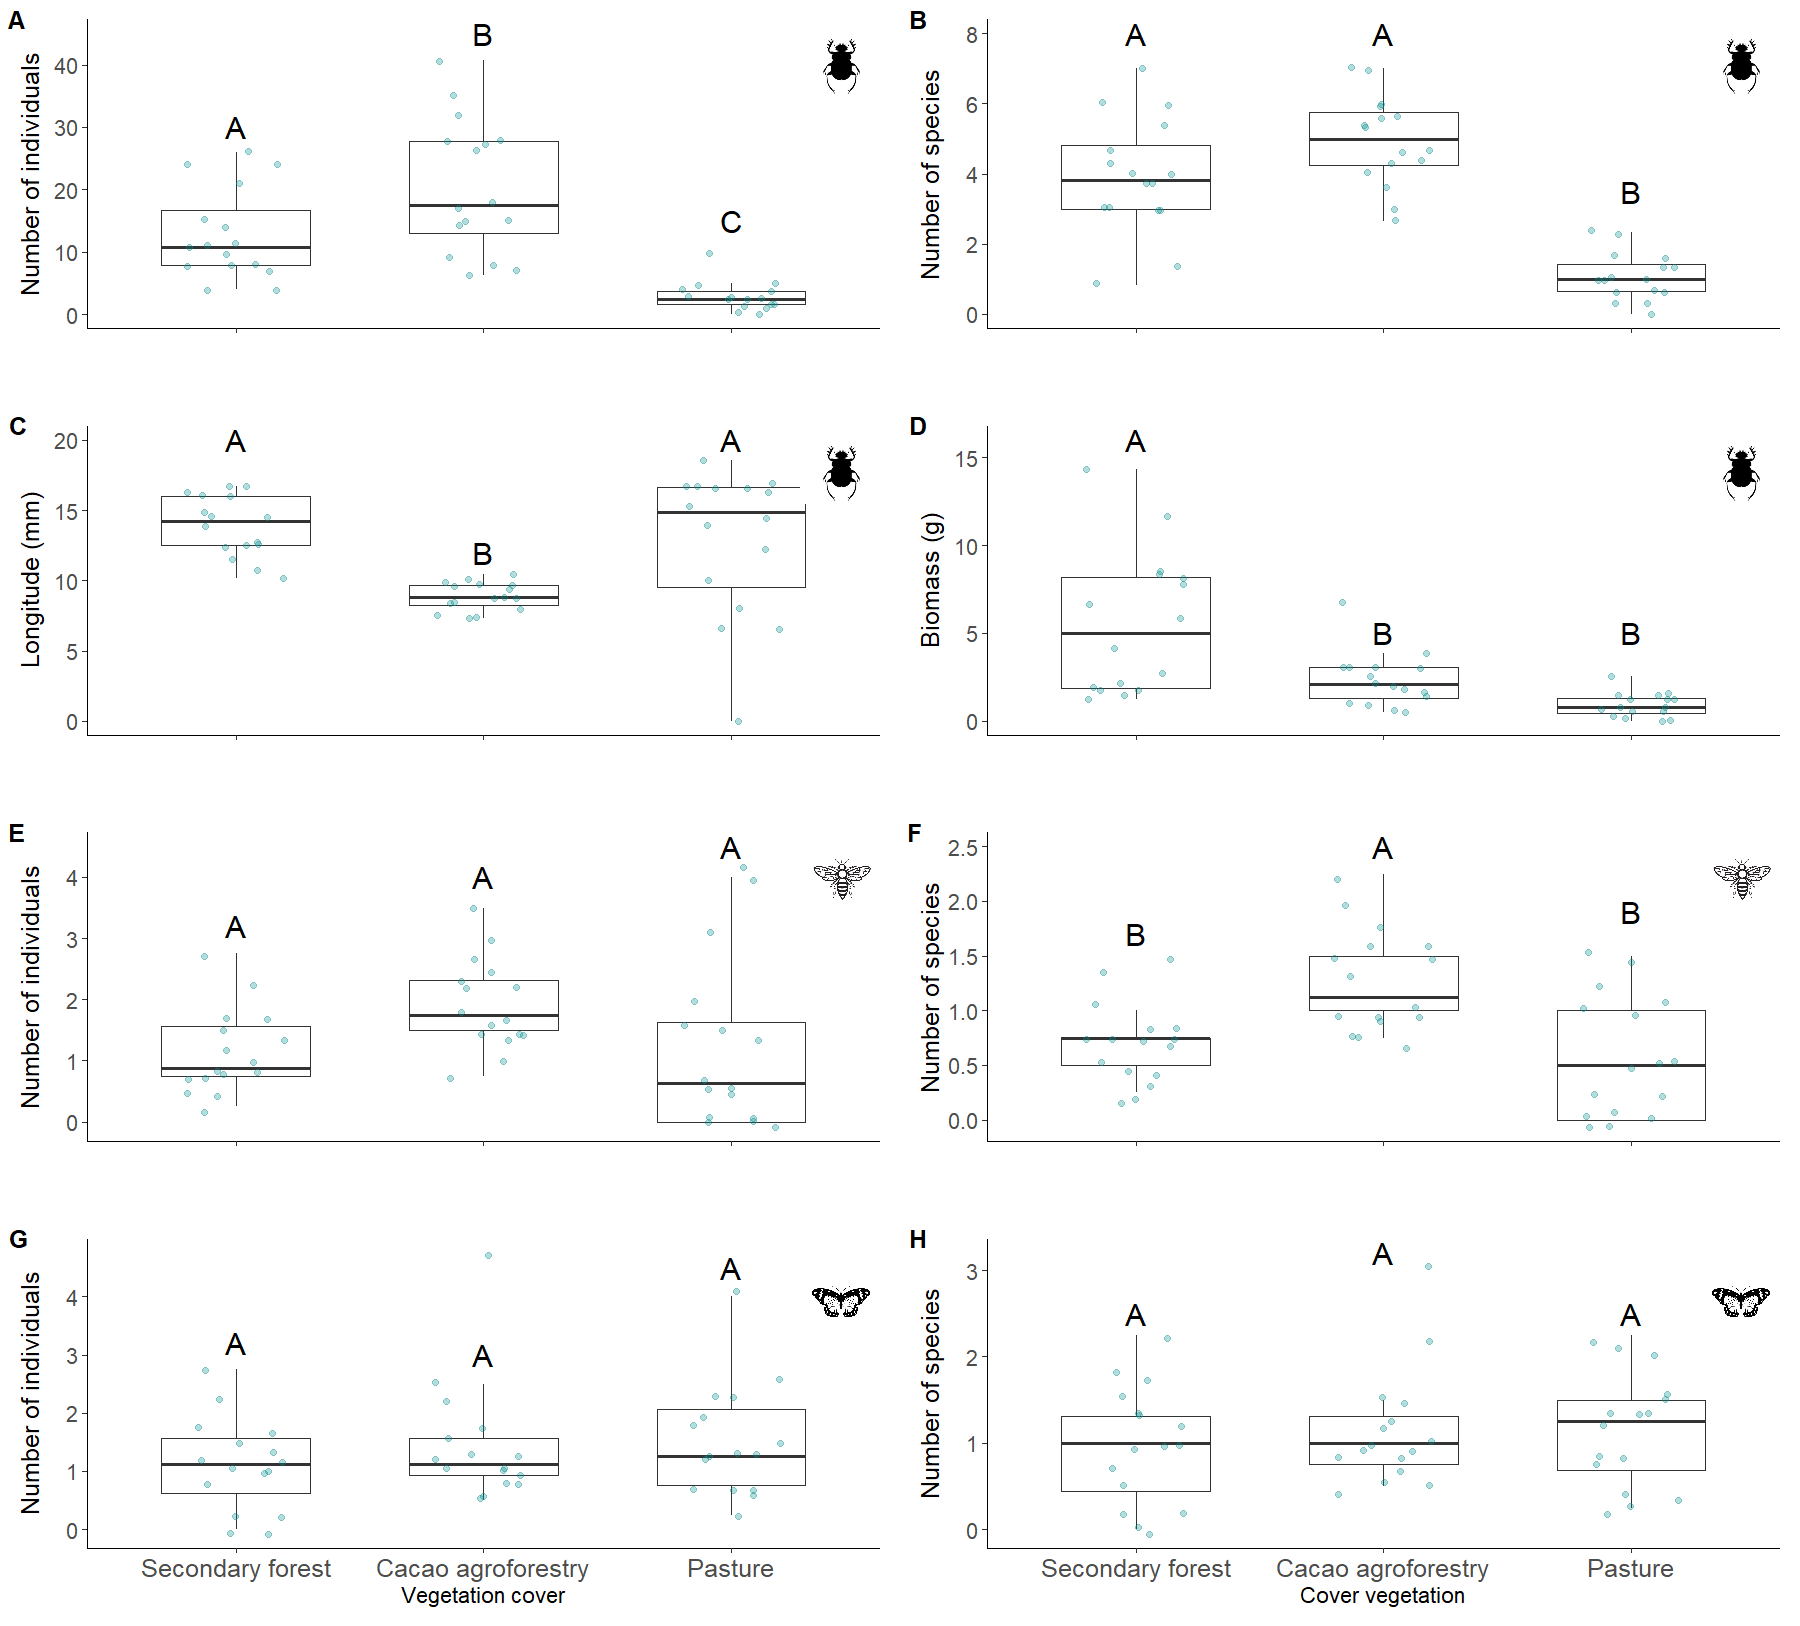 A
Number of individuals
40
30
20
10
0
A
B
C
B
Number of species
8
6
4
2
0
A
A
B
C
Longitude (mm)
20
15
10
5
0
A
B
A
D
Biomass (g)
15
10
5
0
A
B
B
E
Number of individuals
4
3
2
1
0
A
A
A
F
Number of species
2.5
2.0
1.5
1.0
0.5
0.0
B
A
B
G
Number of individuals
4
3
2
1
0
A
A
A
Secondary forest
Cacao agroforestry
Pasture
Vegetation cover
H
Number of species
3
2
1
0
A
A
A
Secondary forest
Cacao agroforestry
Pasture
Cover vegetation